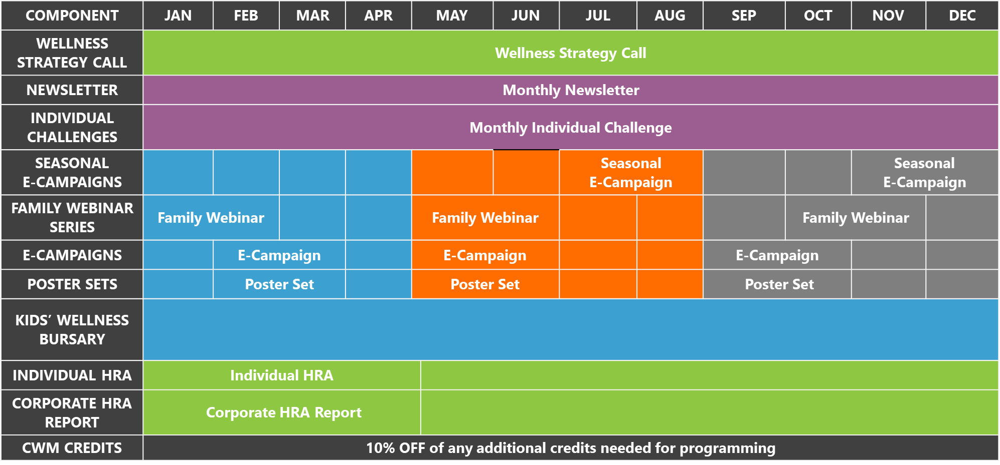 COMPONENT JAN FEB MAR APR MAY JUN JUL AUG SEP OCT NOV DEC
WELLNESS
STRATEGY CALL
Wellness Strategy Call
NEWSLETTER
Monthly Newsletter
INDIVIDUAL
CHALLENGES
Monthly Individual Challenge
SEASONAL
E-CAMPAIGNS
Seasonal
E-Campaign
Seasonal
E-Campaign
FAMILY WEBINAR
SERIES
Family Webinar
Family Webinar
Family Webinar
E-CAMPAIGNS
E-Campaign
E-Campaign
E-Campaign
POSTER SETS
Poster Set
Poster Set
Poster Set
KIDS’ WELLNESS
BURSARY
INDIVIDUAL HRA
Individual HRA
CORPORATE HRA
REPORT
Corporate HRA Report
CWM CREDITS
10% OFF of any additional credits needed for programming